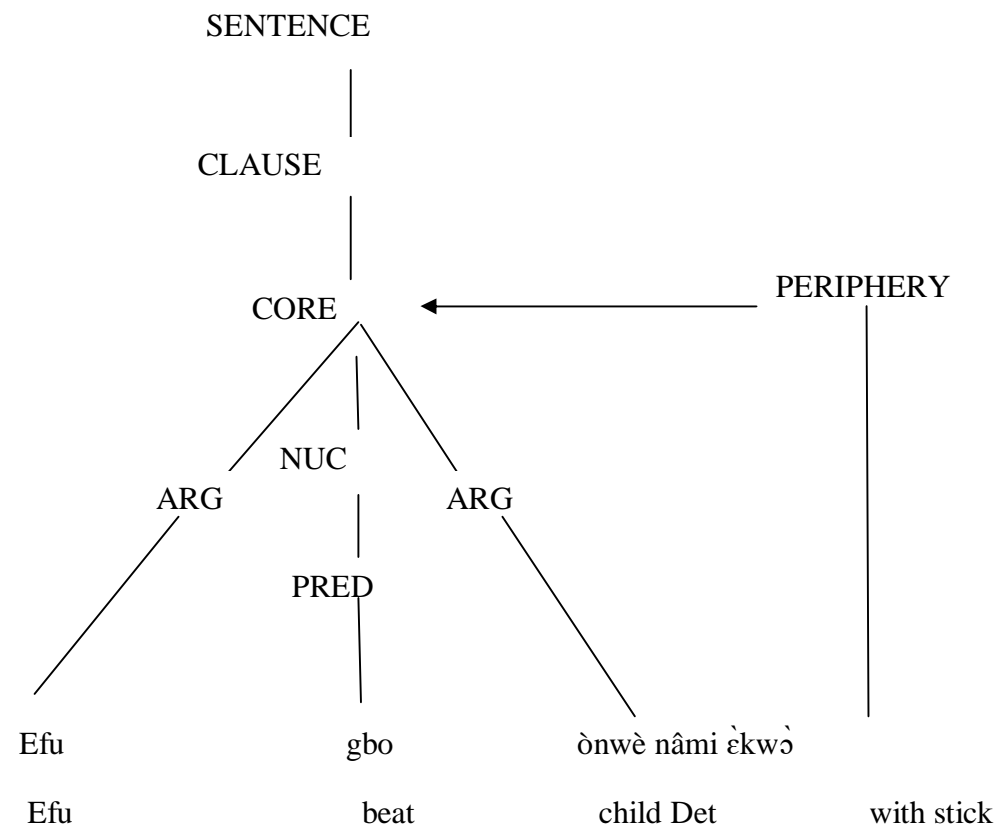 SENTENCE
CLAUSE
PERIPHERY
CORE
NUC
ARG ARG
PRED
Efu gbo ònwè nâmi ɛ̀kwɔ̀
Efu beat child Det with stick